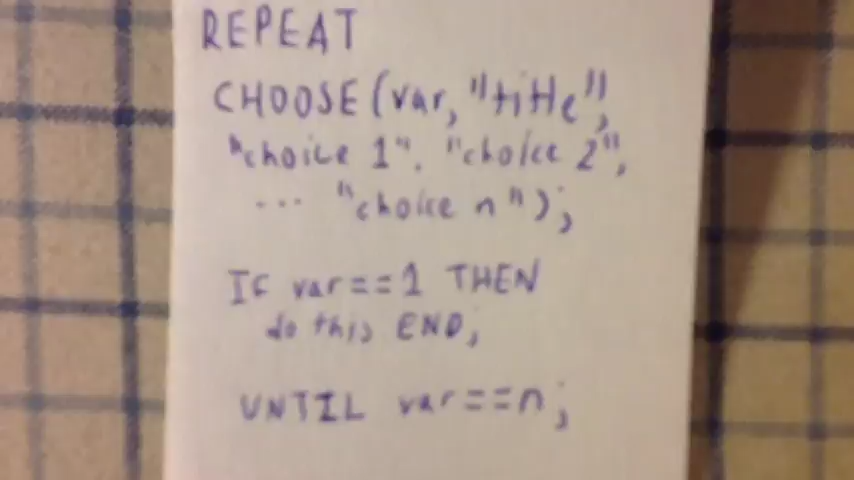 REPEAT
CHOOSE(var, "title",
"choice 1". "choice 2",
... "choice n");
IF var==1 THEN
do this END;
UNTIL var==n;